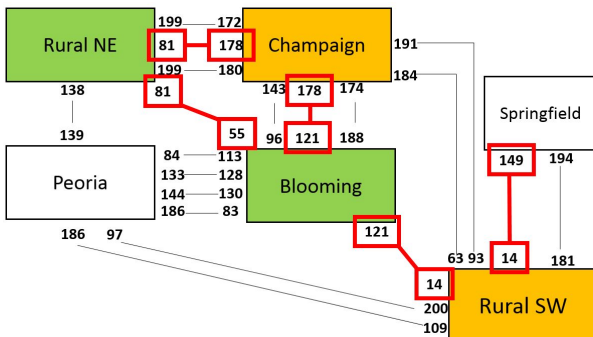 199 172
Rural NE 81 178 Champaign 191
199 180 184
138 81 143 178 174
Springfield
139 55 96 121 188
84 113 149 194
Peoria 133 128 Blooming
144 130
186 83
186 97 121
63 93 14 181
14
200 Rural SW
109